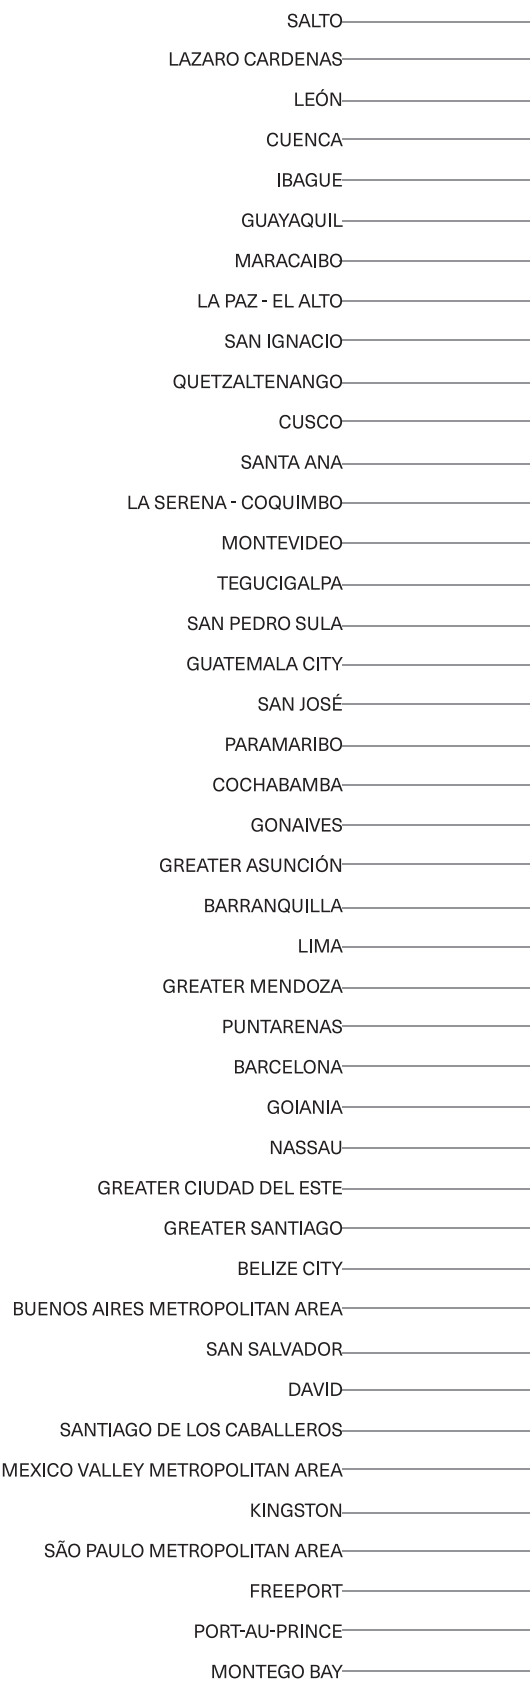 SALTO
LAZARO CARDENAS
LEÓN
CUENCA
IBAGUE
GUAYAQUIL
MARACAIBO
LA PAZ - EL ALTO
SAN IGNACIO
QUETZALTENANGO
CUSCO
SANTA ANA
LA SERENA - COQUIMBO
MONTEVIDEO
TEGUCIGALPA
SAN PEDRO SULA
GUATEMALA CITY
SAN JOSÉ
PARAMARIBO
COCHABAMBA
GONAIVES
GREATER ASUNCIÓN
BARRANQUILLA
LIMA
GREATER MENDOZA
PUNTARENAS
BARCELONA
GOIANIA
NASSAU
GREATER CIUDAD DEL ESTE
GREATER SANTIAGO
BELIZE CITY
BUENOS AIRES METROPOLITAN AREA
SAN SALVADOR
DAVID
SANTIAGO DE LOS CABALLEROS
MEXICO VALLEY METROPOLITAN AREA
KINGSTON
SÃO PAULO METROPOLITAN AREA
FREEPORT
PORT-AU-PRINCE
MONTEGO BAY